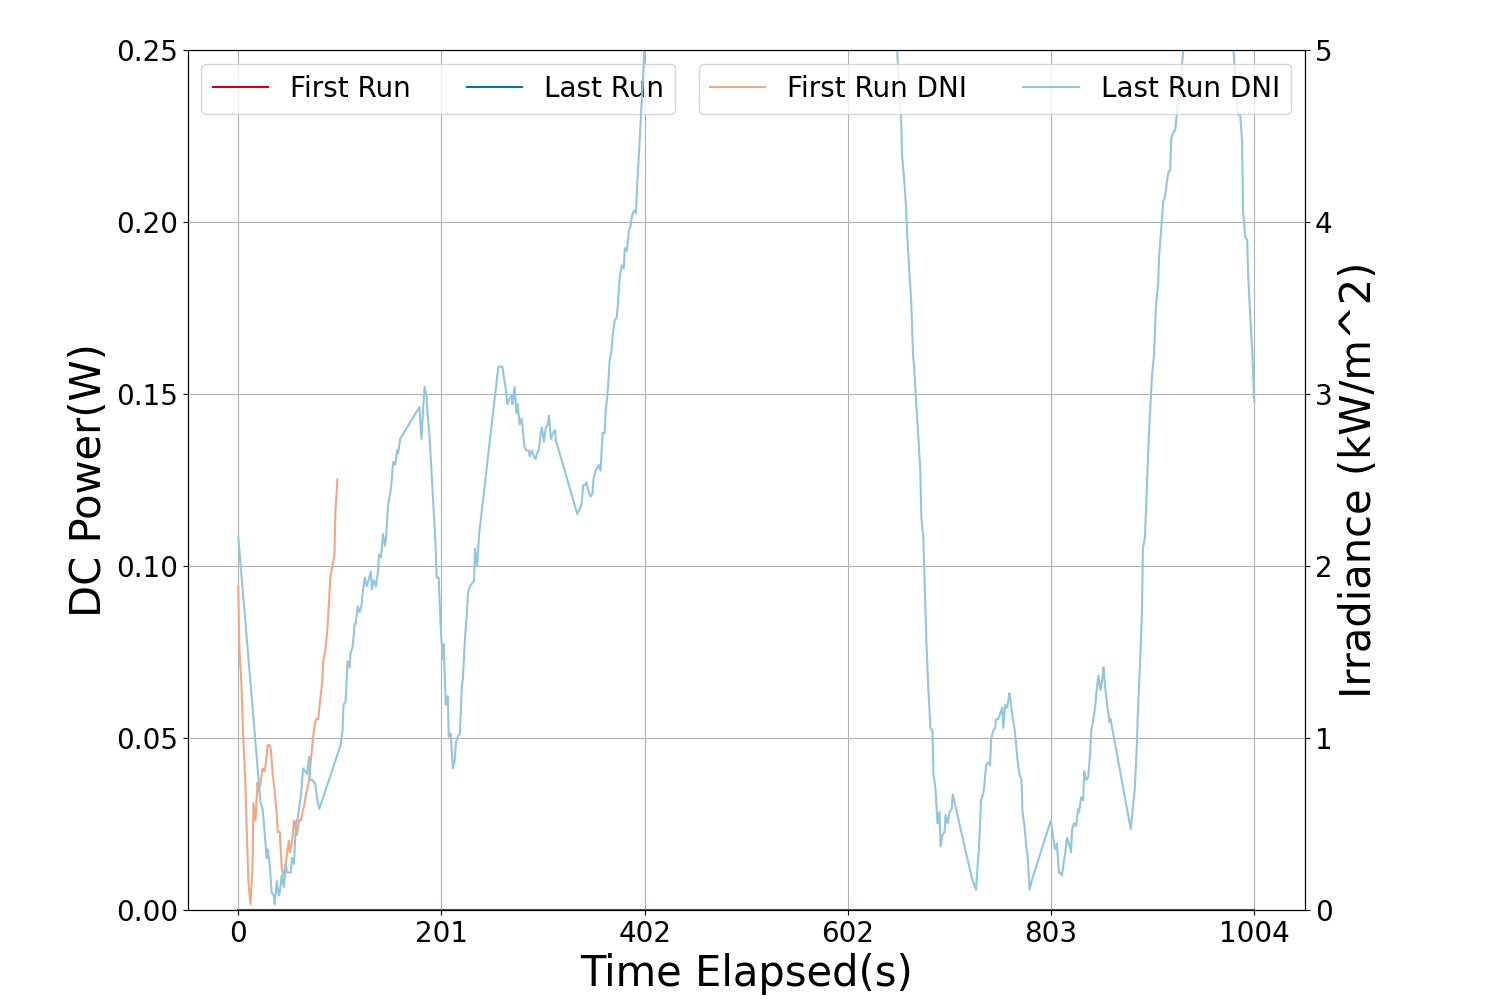 First Run
Last Run
First Run DNI
Last Run DNI
0.25
0.20
0.15
0.10
0.05
0.00
DC Power(W)
5
4
3
2
1
0
Irradiance (kW/m^2)
0 201 402 602 803 1004
Time Elapsed(s)